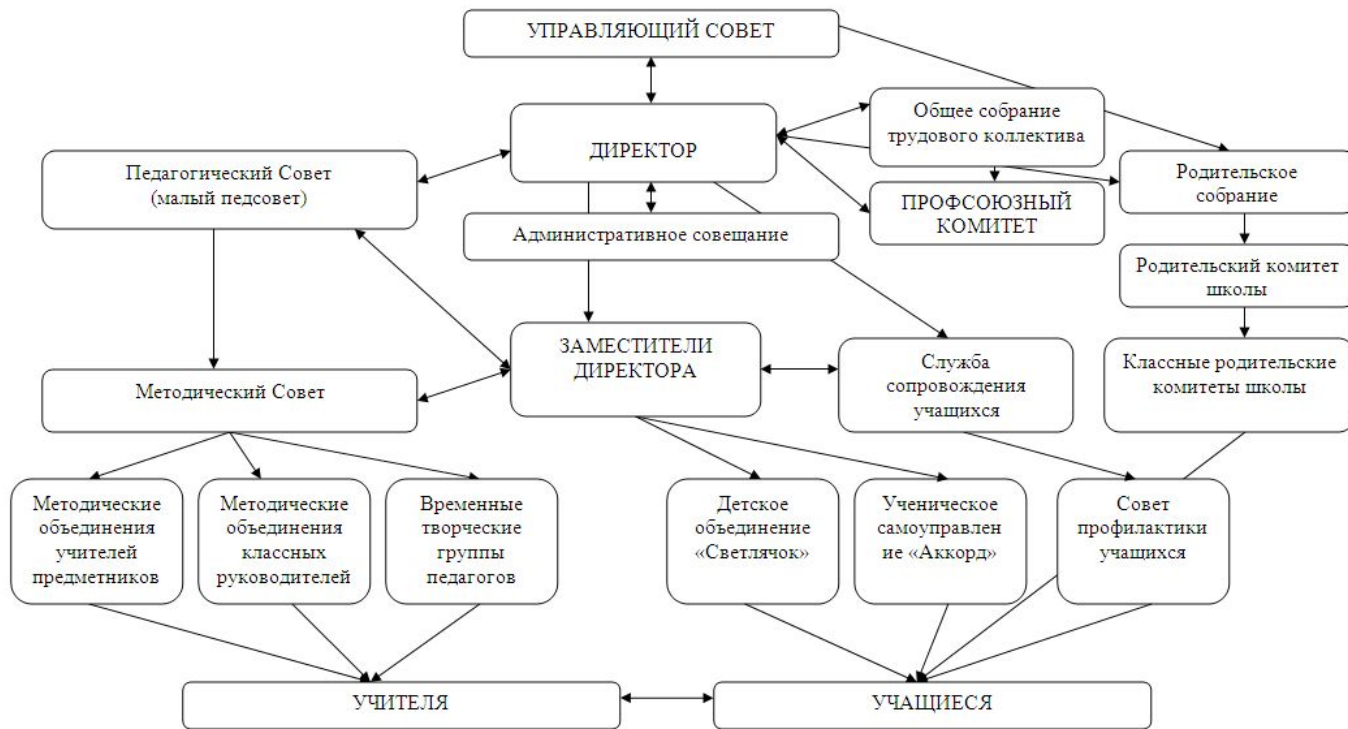 УПРАВЛЯЮЩИЙ СОВЕТ
Общее собрание
трудового коллектива
ДИРЕКТОР
Педагогический Совет
(малый педсовет)
Родительское
собрание
ПРОФСОЮЗНЫЙ
КОМИТЕТ
Административное совещание
Родительский комитет
школы
ЗАМЕСТИТЕЛИ
ДИРЕКТОРА
Служба
сопровождения
учащихся
Классные родительские
комитеты школы
Методический Совет
Методические
объединения
учителей
предметников
Методические
объединения
классных
руководителей
Временные
творческие
группы
педагогов
Детское
объединение
«Светлячок»
Ученическое
самоуправлен
ие «Аккорд»
Совет
профилактики
учащихся
УЧИТЕЛЯ
УЧАЩИЕСЯ